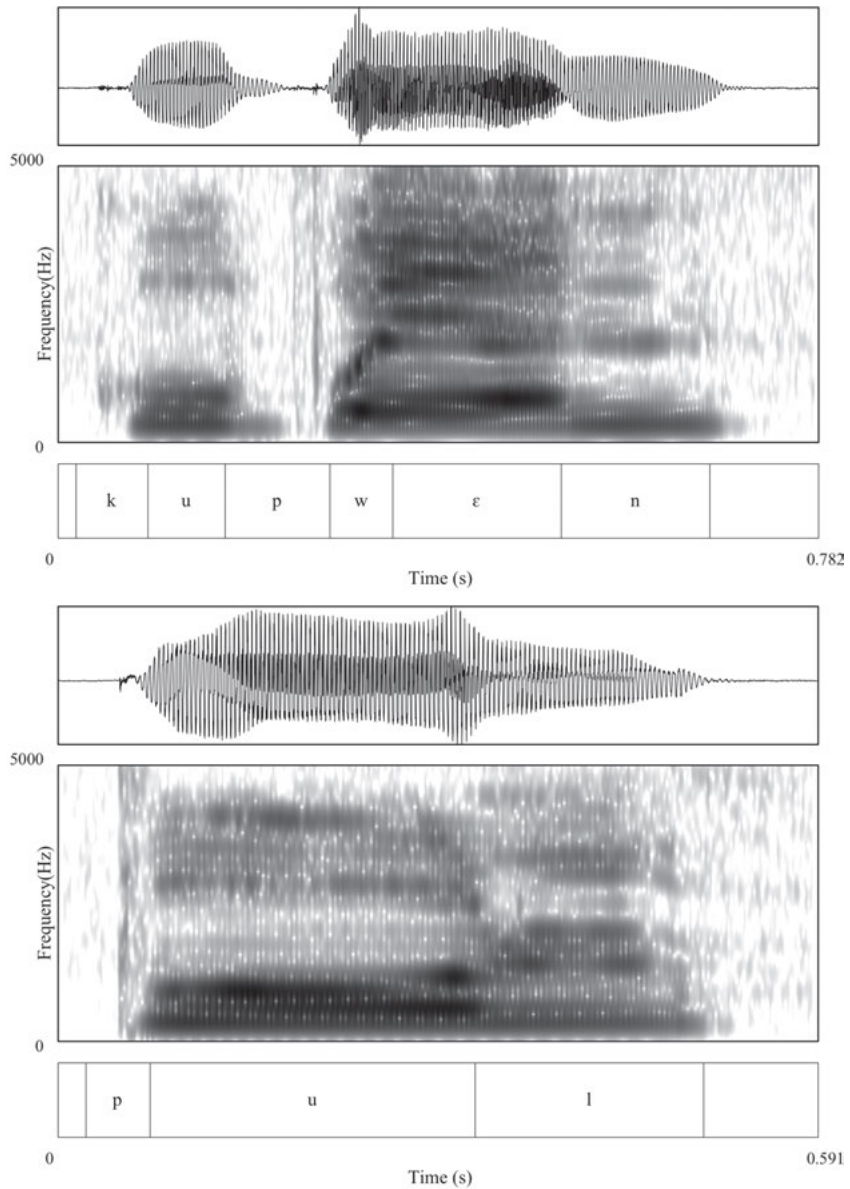 5000
Frequency(Hz)
0
k u p w ɛ n
0 0.782
Time (s)
5000
Frequency(Hz)
0
p u l
0 0.591
Time (s)